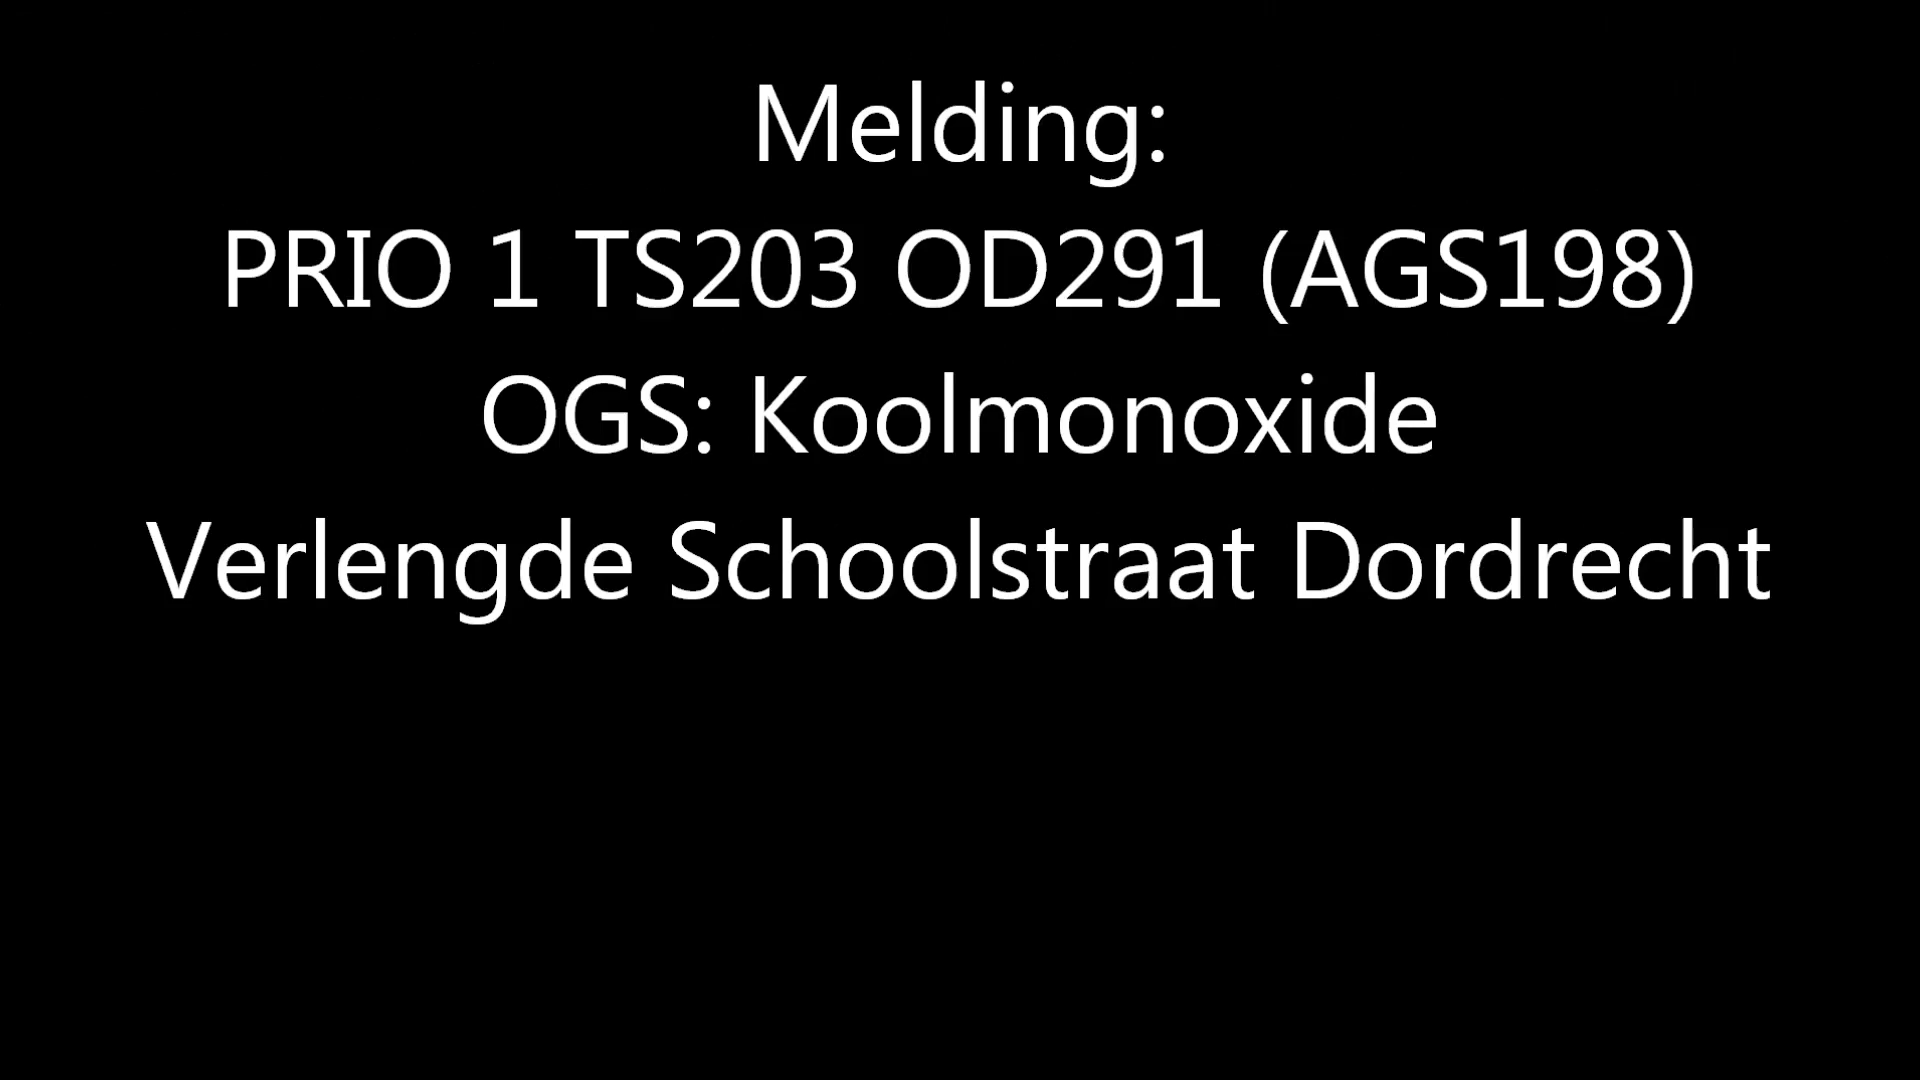 Melding:
PRIO 1 TS203 OD291 (AGS198)
OGS: Koolmonoxide
Verlengde Schoolstraat Dordrecht